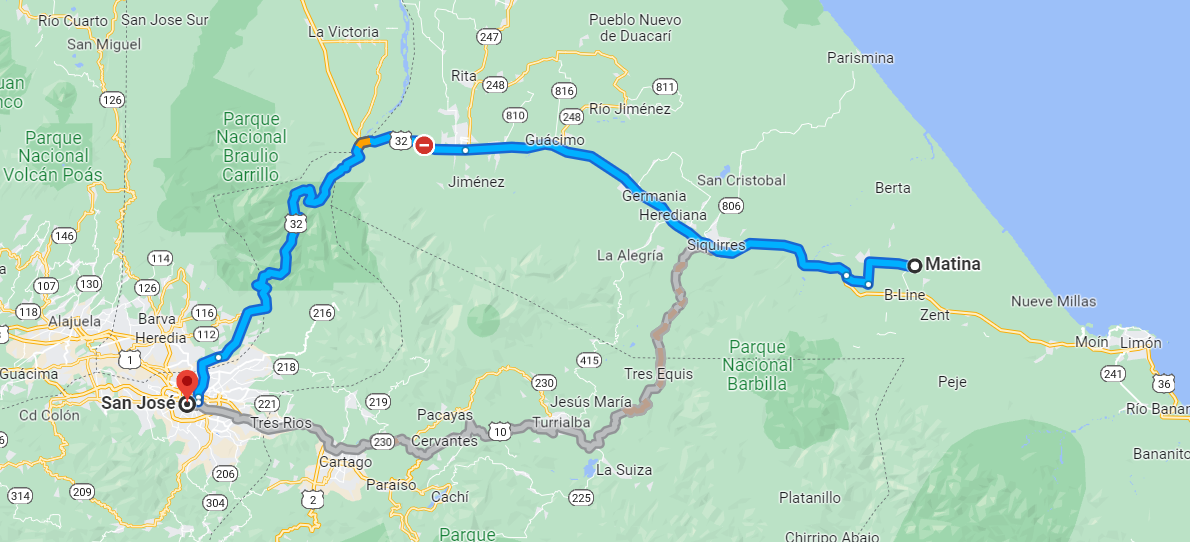 Río Cuarto
San Jose Sur
San Miguel
La Victoria
Pueblo Nuevo
de Duacarí
247
Parismina
Rita
248
816
811
126
Río Jiménez
810
248
Parque
Nacional
Braulio
Carrillo
Parque
Nacional
Volcán Poás
32
Guácimo
Jiménez
San Cristobal
Germania
Berta
806
Herediana
32
146
Siquirres
La Alegría
114
Matina
107
130
126
B-Line
Nueve Millas
118
116
216
Zent
Alajuela
Barva
112
Heredia
Moín
Limón
1
415
Parque
Nacional
Barbilla
218
Guácima
Tres Equis
241
36
230
Peje
San José
221
219
Jesús María
Río Banan
Cd Colón
Pacayas
Tres Ríos
Turrialba
10
230
Cervantes
Bananito
Cartago
206
La Suiza
Paraíso
314
209
304
2
Cachí
225
Platanillo
Parque
Chirripo Abajo